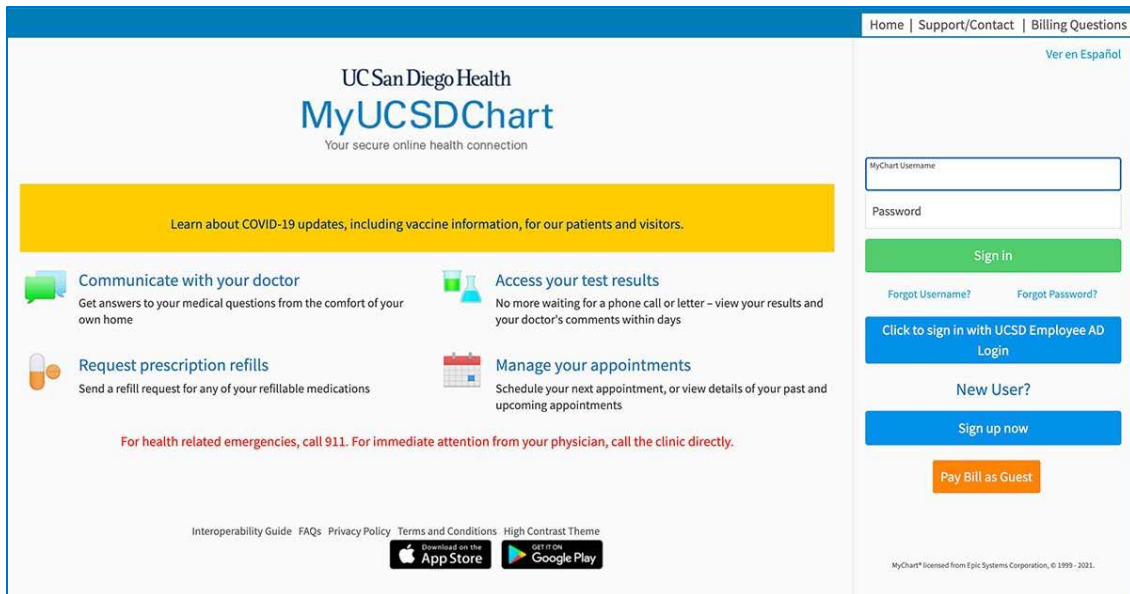 Home | Support/Contact | Billing Questions
Ver en Español
UC San Diego Health
MyUCSDChart
Your secure online health connection
Learn about COVID-19 updates, including vaccine information, for our patients and visitors.
Communicate with your doctor
Get answers to your medical questions from the comfort of your
own home
Access your test results
No more waiting for a phone call or letter – view your results and
your doctor's comments within days
Request prescription refills
Send a refill request for any of your refillable medications
Manage your appointments
Schedule your next appointment, or view details of your past and
upcoming appointments
For health related emergencies, call 911. For immediate attention from your physician, call the clinic directly.
Interoperability Guide FAQs Privacy Policy Terms and Conditions High Contrast Theme
Download on the
App Store
GET IT ON
Google Play
MyChart Username
Password
Sign in
Forgot Username? Forgot Password?
Click to sign in with UCSD Employee AD
Login
New User?
Sign up now
Pay Bill as Guest
MyChart® licensed from Epic Systems Corporation, © 1999 - 2021.